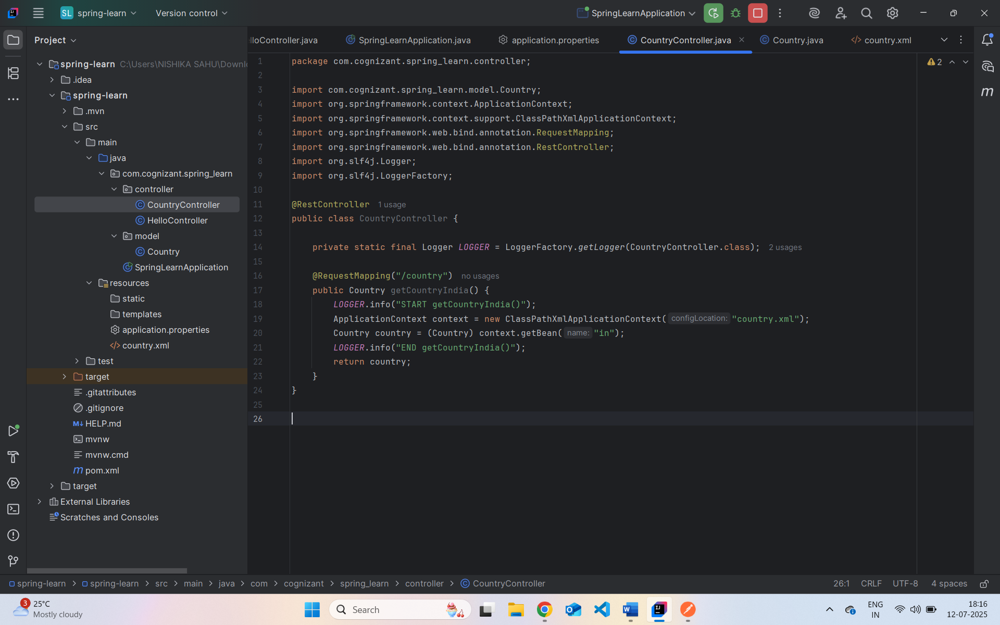 SL spring-learn Version control SpringLearnApplication
Project
lloController.java SpringLearnApplication.java application.properties CountryController.java Country.java country.xml
spring-learn C:\Users\NISHIKA SAHU\Downl
.idea
spring-learn
.mvn
src
main
java
com.cognizant.spring_learn
controller
CountryController
HelloController
model
Country
SpringLearnApplication
resources
static
templates
application.properties
country.xml
test
target
.gitattributes
.gitignore
M↓ HELP.md
mvnw
mvnw.cmd
m pom.xml
target
External Libraries
Scratches and Consoles
1 package com.cognizant.spring_learn.controller;
2
3 import com.cognizant.spring_learn.model.Country;
4 import org.springframework.context.ApplicationContext;
5 import org.springframework.context.support.ClassPathXmlApplicationContext;
6 import org.springframework.web.bind.annotation.RequestMapping;
7 import org.springframework.web.bind.annotation.RestController;
8 import org.slf4j.Logger;
9 import org.slf4j.LoggerFactory;
10
11 @RestController 1 usage
12 public class CountryController {
13
14 private static final Logger LOGGER = LoggerFactory.getLogger(CountryController.class); 2 usages
15
16 @RequestMapping("/country") no usages
17 public Country getCountryIndia() {
18 LOGGER.info("START getCountryIndia()");
19 ApplicationContext context = new ClassPathXmlApplicationContext( configLocation: "country.xml");
20 Country country = (Country) context.getBean( name: "in");
21 LOGGER.info("END getCountryIndia()");
22 return country;
23 }
24 }
25
26
2
m
spring-learn > spring-learn > src > main > java > com > cognizant > spring_learn > controller > CountryController
26:1 CRLF UTF-8 4 spaces
3 25°C
Mostly cloudy
Search
ENG
IN
18:16
12-07-2025